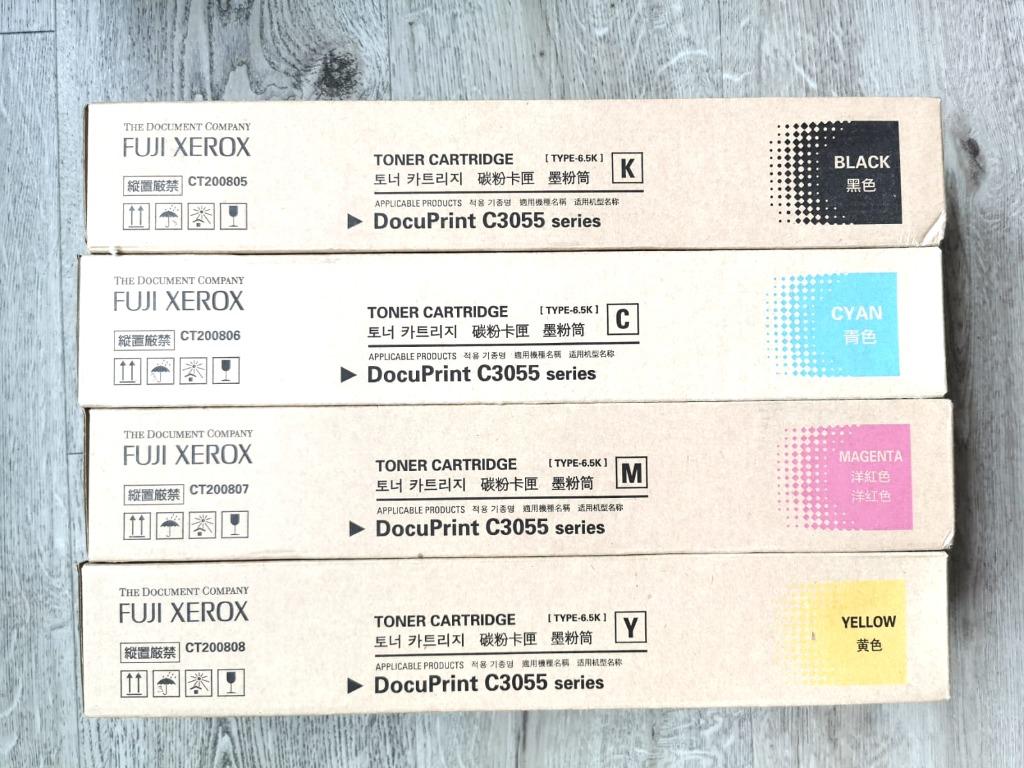 THE DOCUMENT COMPANY
FUJI XEROX
縦置厳禁 CT200805
TONER CARTRIDGE [ TYPE-6.5K ] K
토너 카트리지 碳粉卡匣 墨粉筒
APPLICABLE PRODUCTS 적용 기종명 適用機種名稱 适用机型名称
▶ DocuPrint C3055 series
BLACK
黑色
THE DOCUMENT COMPANY
FUJI XEROX
縦置厳禁 CT200806
TONER CARTRIDGE [ TYPE-6.5K ] C
토너 카트리지 碳粉卡匣 墨粉筒
APPLICABLE PRODUCTS 적용 기종명 適用機種名稱 适用机型名称
▶ DocuPrint C3055 series
CYAN
青色
THE DOCUMENT COMPANY
FUJI XEROX
縦置厳禁 CT200807
TONER CARTRIDGE [ TYPE-6.5K ] M
토너 카트리지 碳粉卡匣 墨粉筒
APPLICABLE PRODUCTS 적용 기종명 適用機種名稱 适用机型名称
▶ DocuPrint C3055 series
MAGENTA
洋紅色
洋红色
THE DOCUMENT COMPANY
FUJI XEROX
縦置厳禁 CT200808
TONER CARTRIDGE [ TYPE-6.5K ] Y
토너 카트리지 碳粉卡匣 墨粉筒
APPLICABLE PRODUCTS 적용 기종명 適用機種名稱 适用机型名称
▶ DocuPrint C3055 series
YELLOW
黄色